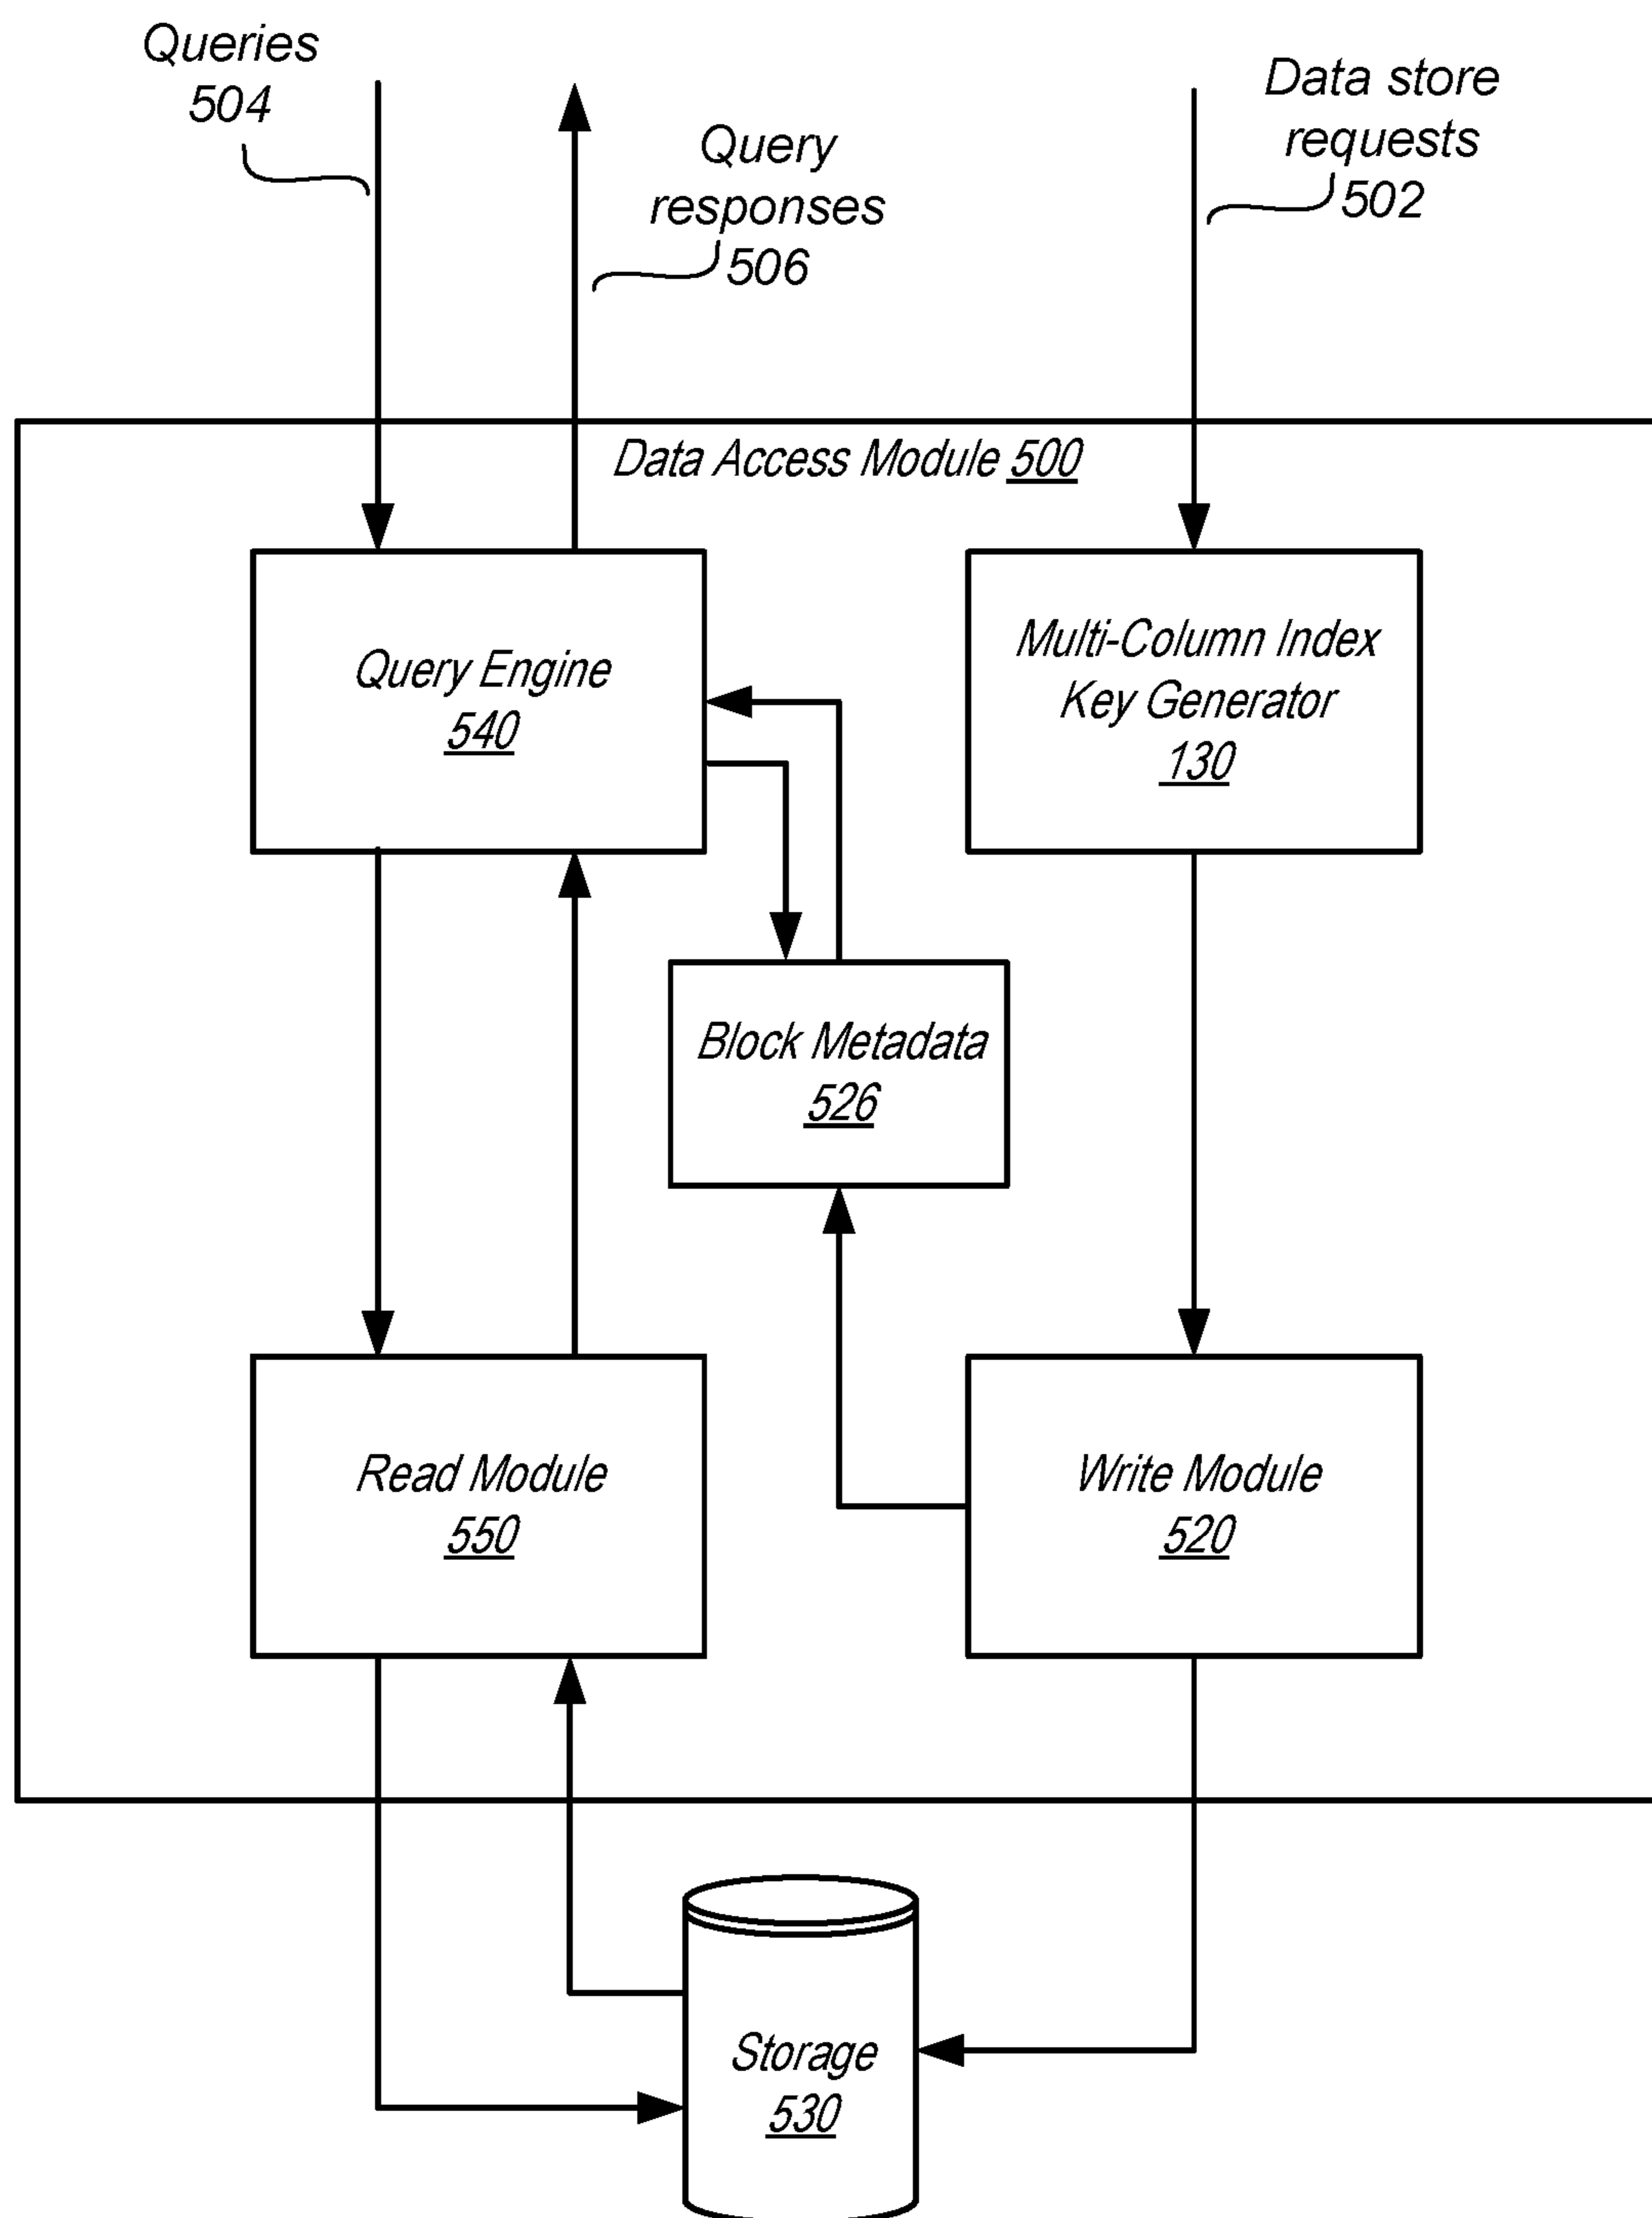 Queries
504
Query
responses
506
Data store
requests
502
Data Access Module 500
Query Engine
540
Multi-Column Index
Key Generator
130
Block Metadata
526
Read Module
550
Write Module
520
Storage
530